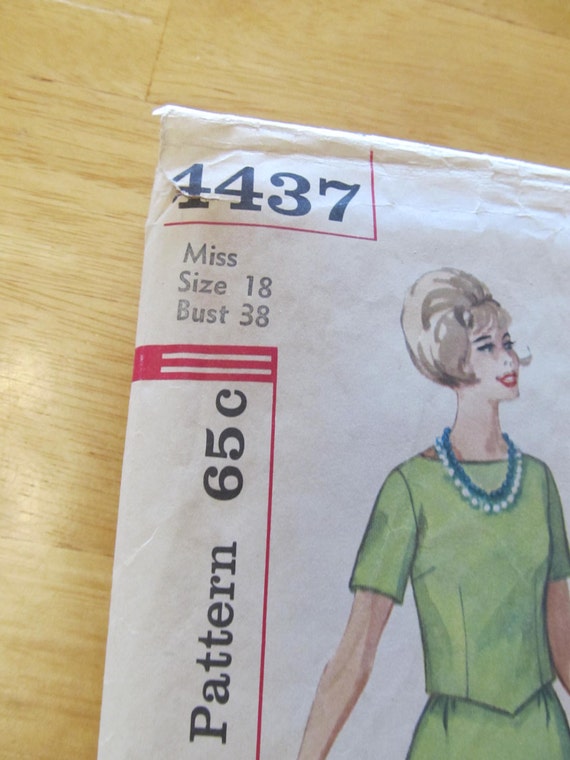 4437
Miss
Size 18
Bust 38
Pattern 65c